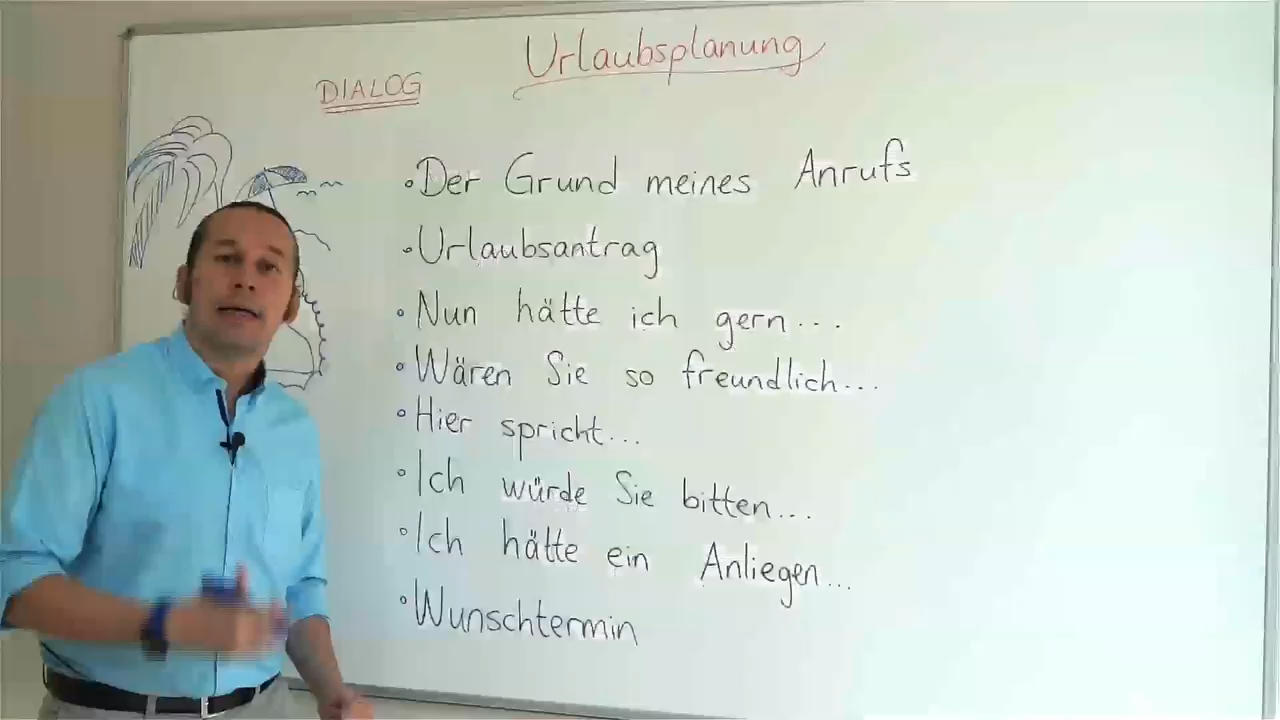 Urlaubsplanung
DIALOG
• Der Grund meines Anrufs
• Urlaubsantrag
• Nun hätte ich gern...
• Wären Sie so freundlich...
• Hier spricht...
• Ich würde Sie bitten...
• Ich hätte ein Anliegen...
• Wunschtermin